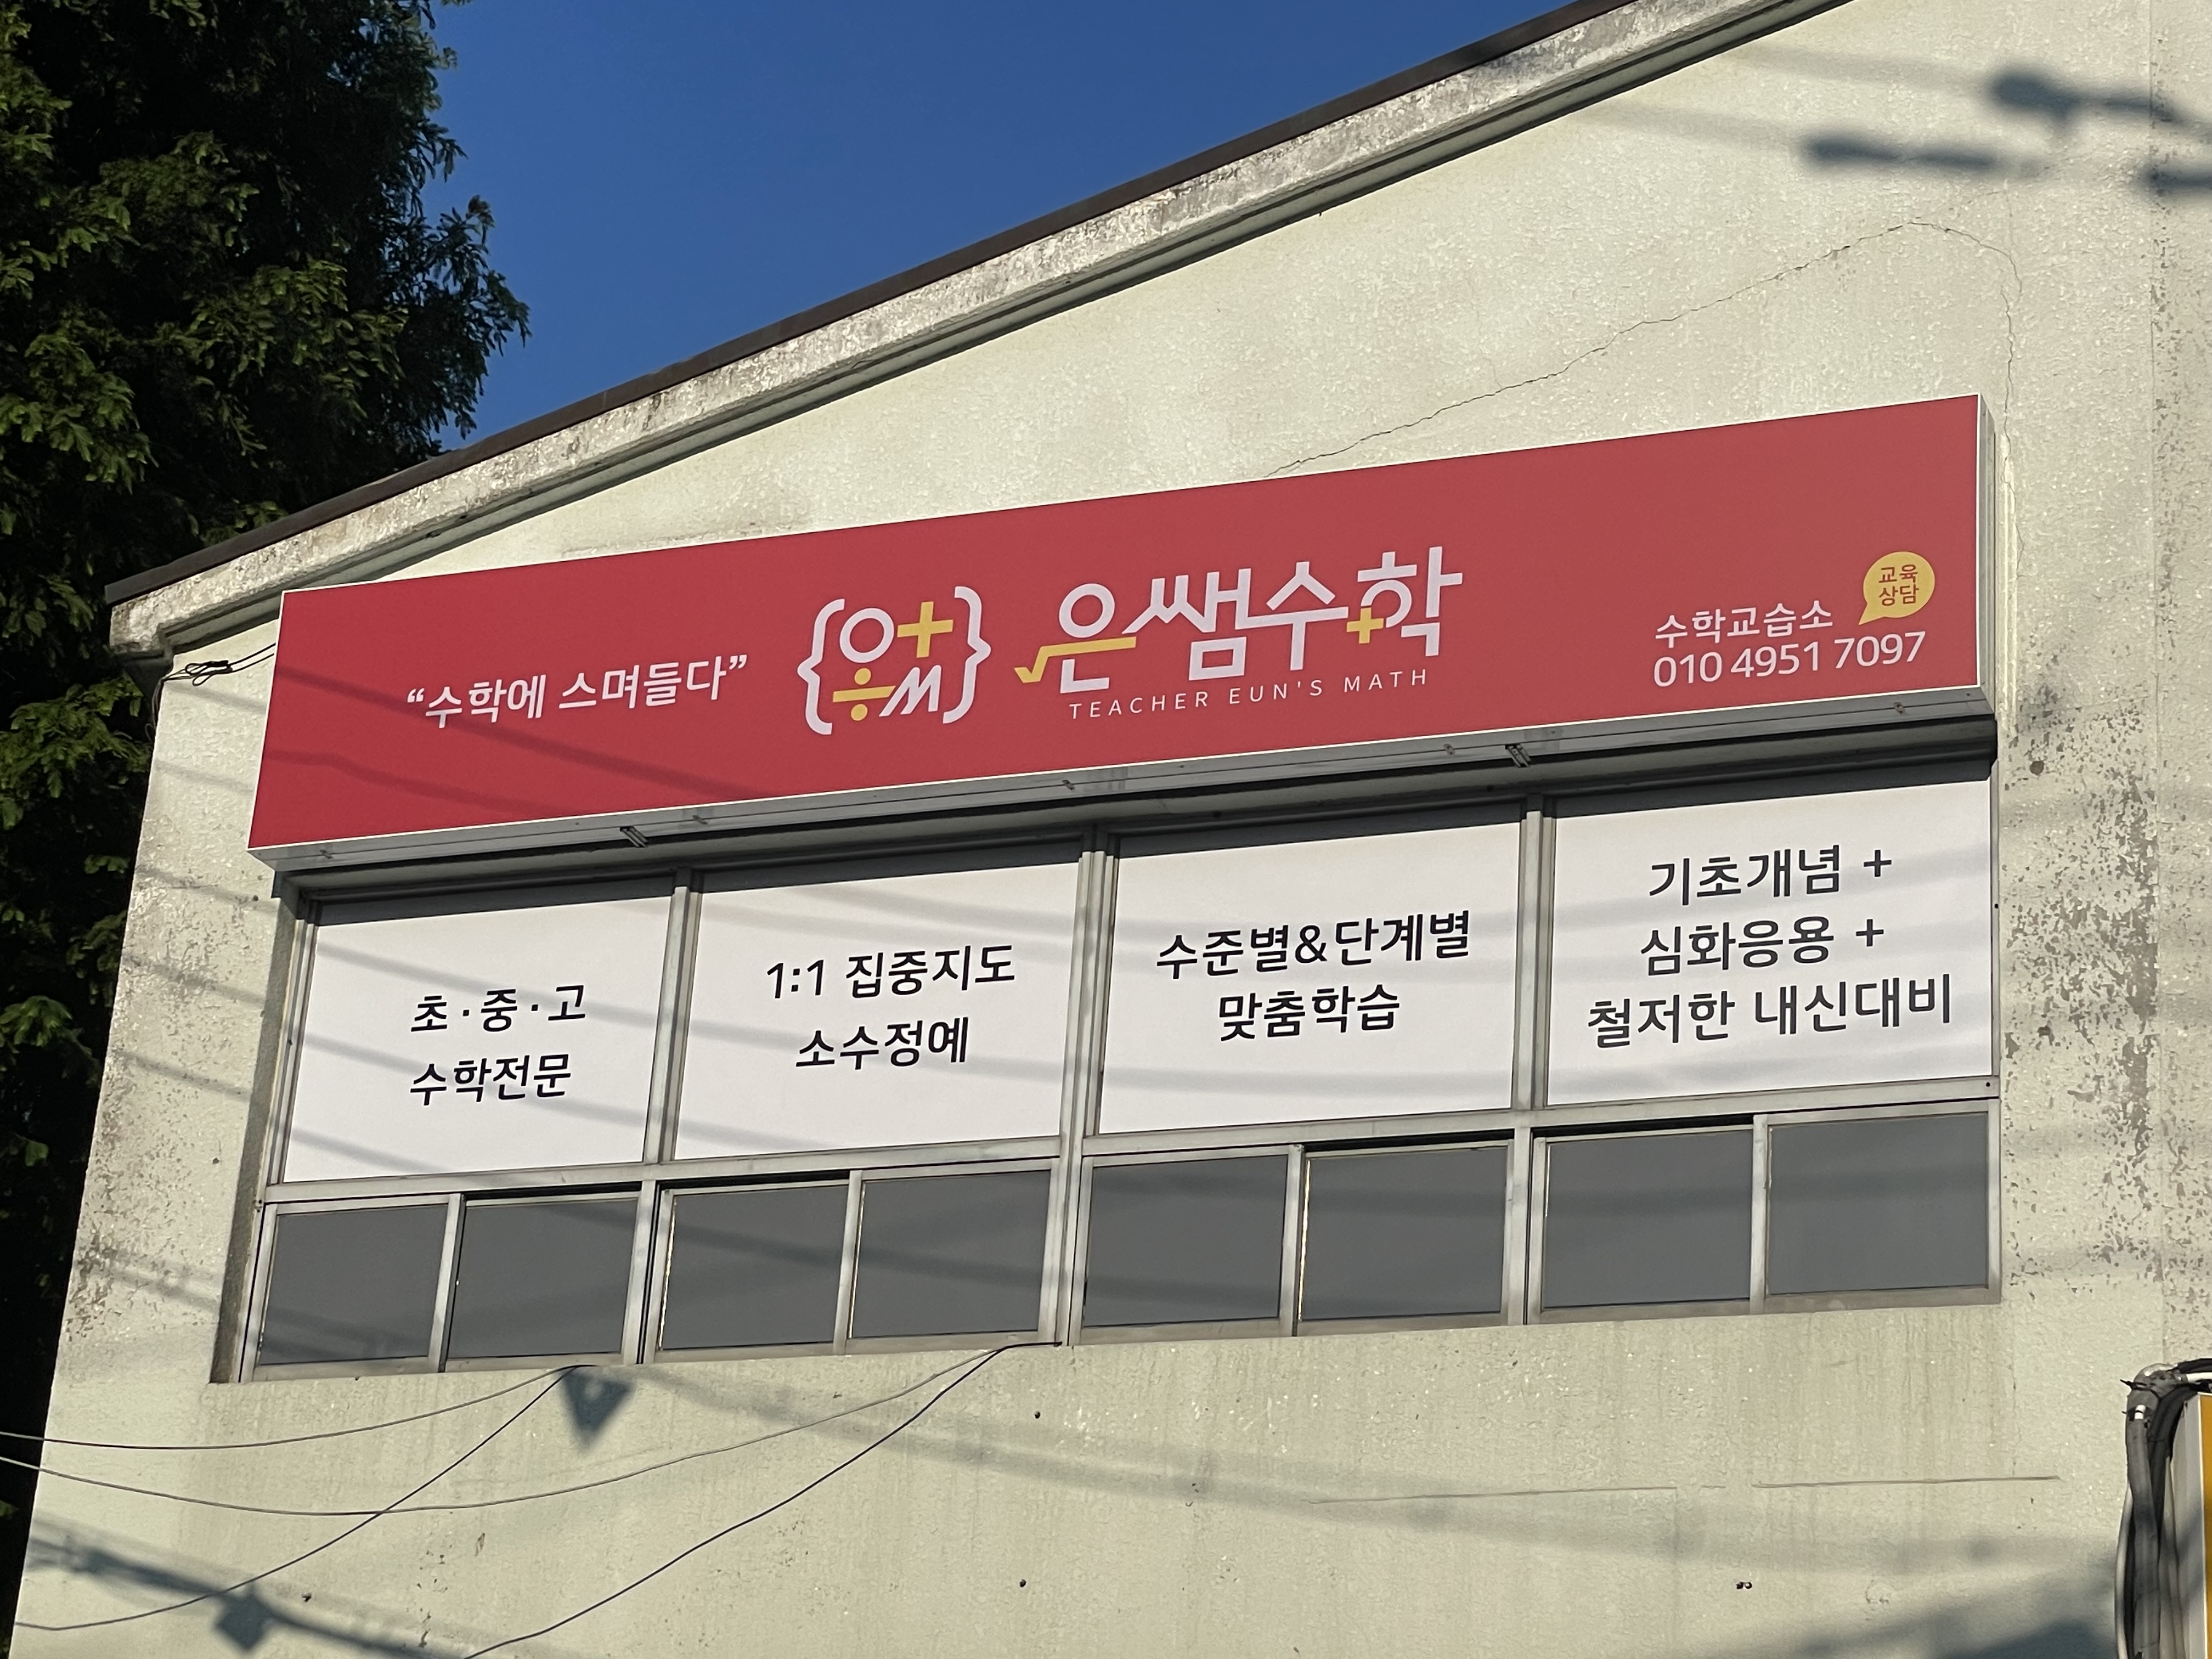 “수학에 스며들다”
은쌤수학
TEACHER EUN'S MATH
교육
상담
수학교습소
010 4951 7097
초·중·고
수학전문
1:1 집중지도
소수정예
수준별&단계별
맞춤학습
기초개념 +
심화응용 +
철저한 내신대비